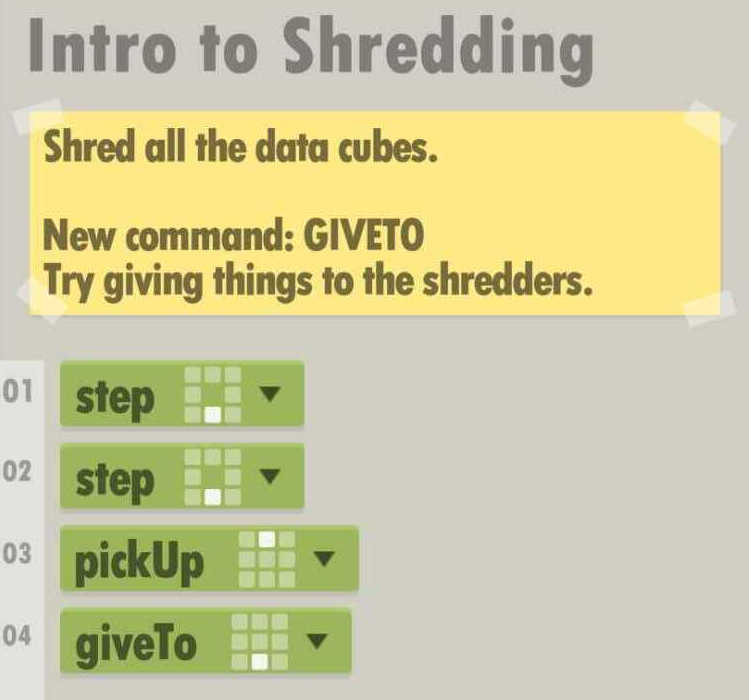 Intro to Shredding
Shred all the data cubes.
New command: GIVETO
Try giving things to the shredders.
01 step
02 step
03 pickUp
04 giveTo